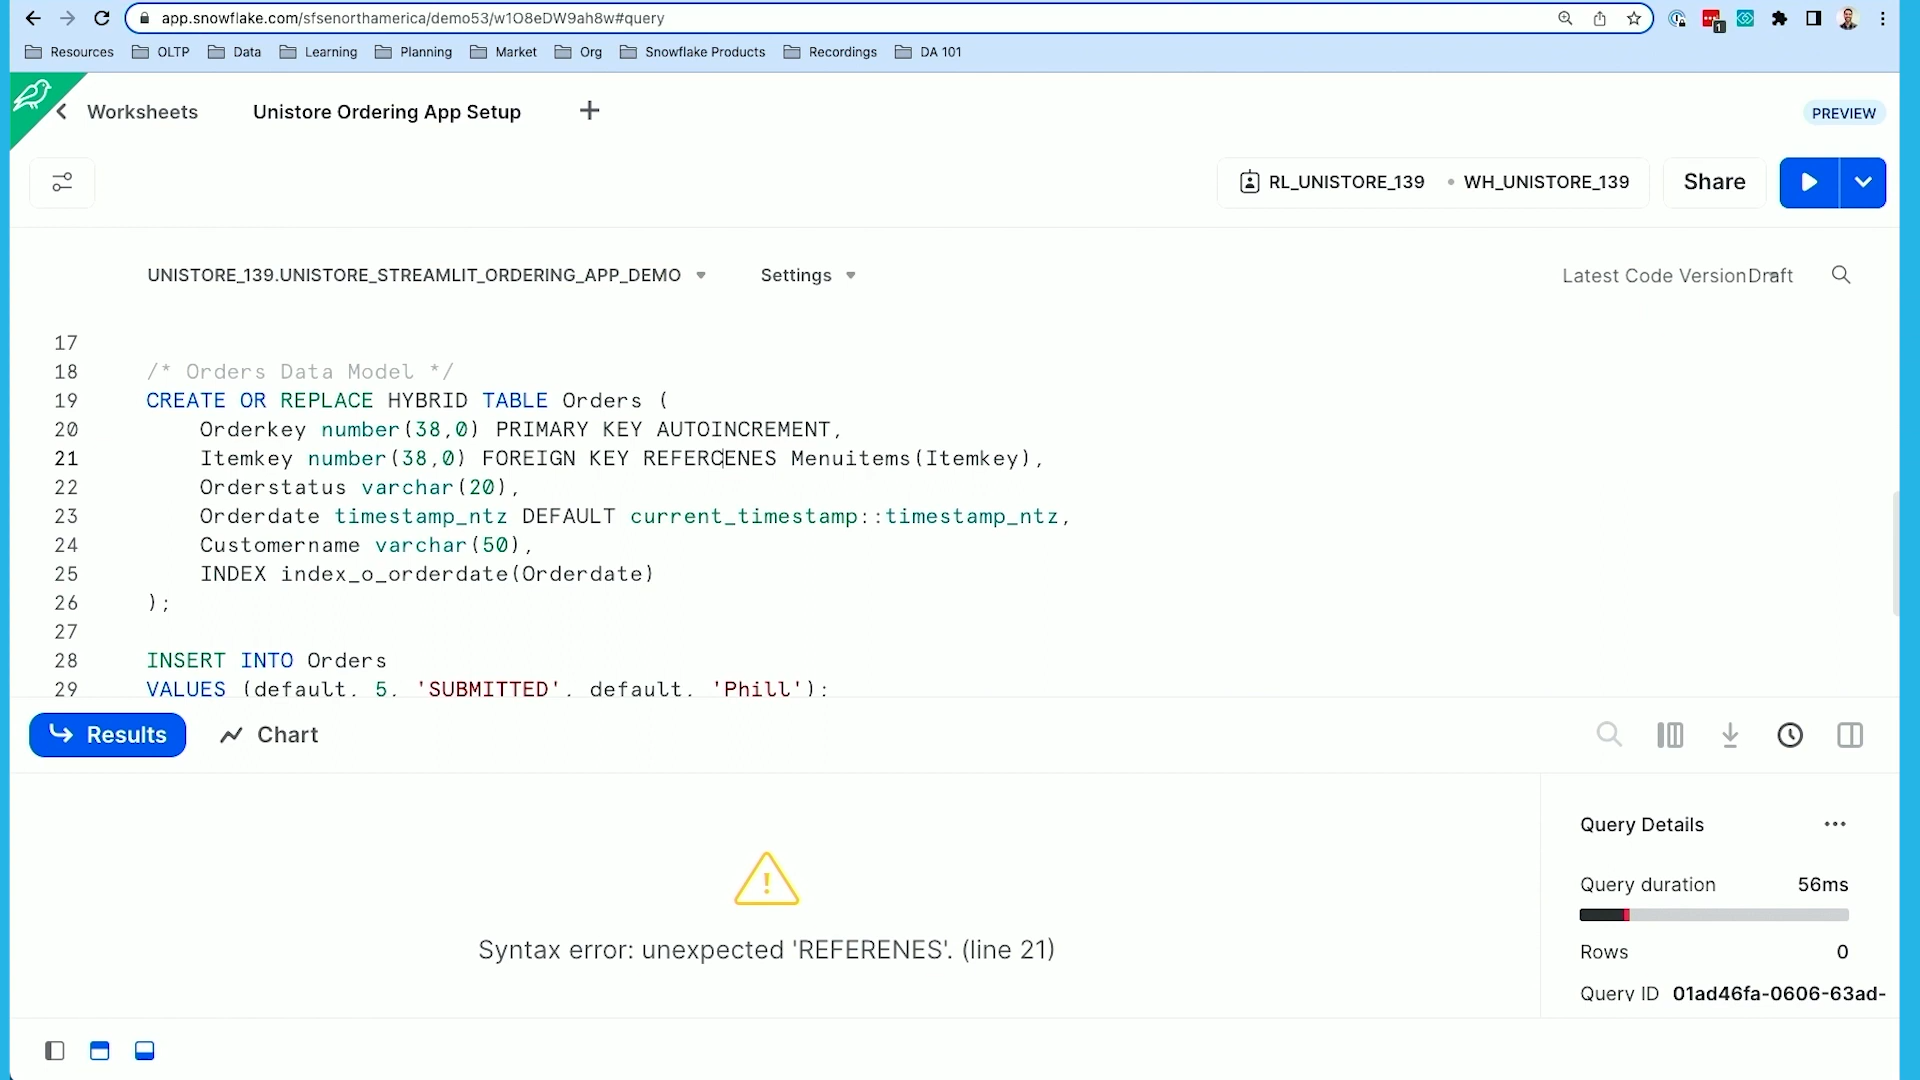 app.snowflake.com/sfsenorthamerica/demo53/w1O8eDW9ah8w#query
1
Resources OLTP Data Learning Planning Market Org Snowflake Products Recordings DA 101
Worksheets Unistore Ordering App Setup + PREVIEW
RL_UNISTORE_139 • WH_UNISTORE_139 Share
UNISTORE_139.UNISTORE_STREAMLIT_ORDERING_APP_DEMO Settings Latest Code Version Draft
17
18 /* Orders Data Model */
19 CREATE OR REPLACE HYBRID TABLE Orders (
20 Orderkey number(38,0) PRIMARY KEY AUTOINCREMENT,
21 Itemkey number(38,0) FOREIGN KEY REFERCENES Menuitems(Itemkey),
22 Orderstatus varchar(20),
23 Orderdate timestamp_ntz DEFAULT current_timestamp::timestamp_ntz,
24 Customername varchar(50),
25 INDEX index_o_orderdate(Orderdate)
26 );
27
28 INSERT INTO Orders
29 VALUES (default, 5, 'SUBMITTED', default, 'Phill');
Results Chart
Query Details ...
Query duration 56ms
Syntax error: unexpected 'REFERENES'. (line 21)
Rows 0
Query ID 01ad46fa-0606-63ad-